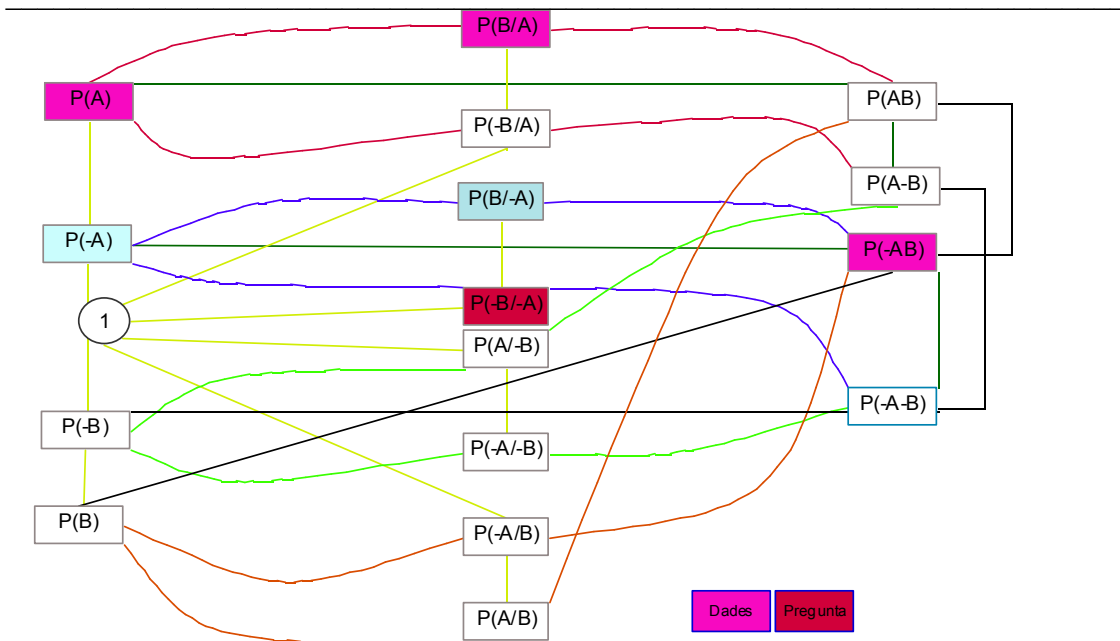 P(B/A)
P(A)
P(AB)
P(-B/A)
P(A-B)
P(B/-A)
P(-A)
P(-AB)
P(-B/-A)
1
P(A/-B)
P(-A-B)
P(-B)
P(-A/-B)
P(B)
P(-A/B)
P(A/B)
Dades
Pregunta